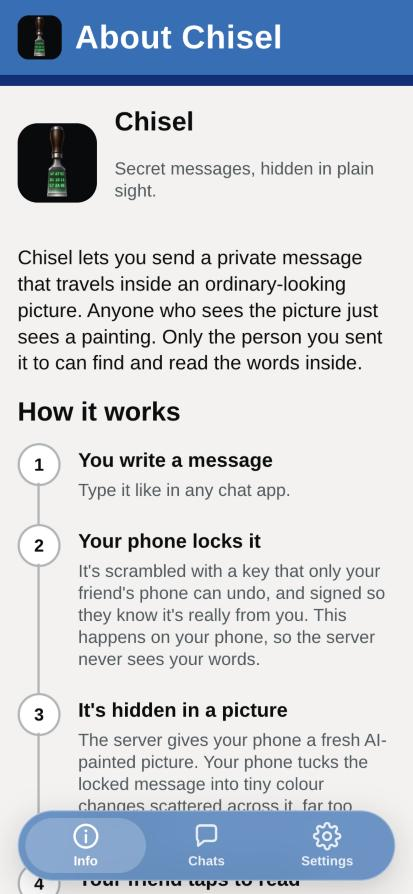 About Chisel
Chisel
Secret messages, hidden in plain
sight.
Chisel lets you send a private message
that travels inside an ordinary-looking
picture. Anyone who sees the picture just
sees a painting. Only the person you sent
it to can find and read the words inside.
How it works
1
You write a message
Type it like in any chat app.
2
Your phone locks it
It's scrambled with a key that only your
friend's phone can undo, and signed so
they know it's really from you. This
happens on your phone, so the server
never sees your words.
3
It's hidden in a picture
The server gives your phone a fresh AI-
painted picture. Your phone tucks the
locked message into tiny colour
changes scattered across it, far too
Info
Chats
Settings
4
Your friend taps to read